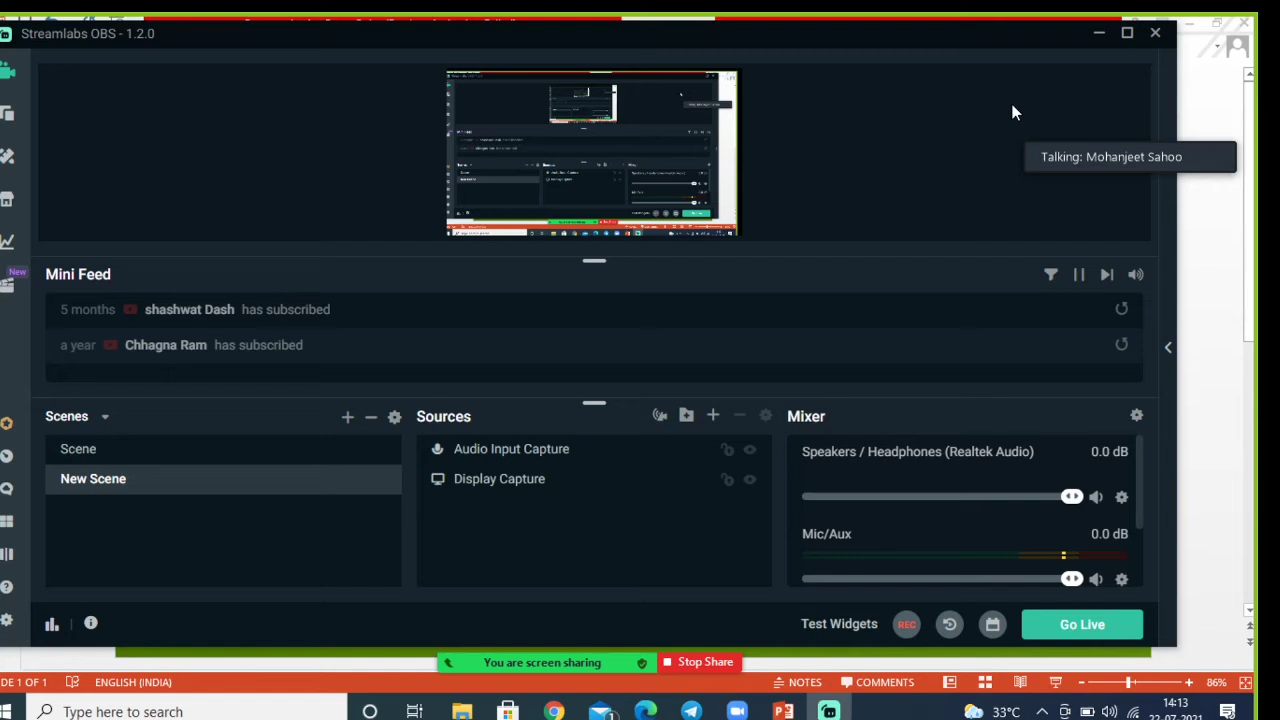 Streamlabs OBS - 1.2.0
Talking: Mohanjeet Sahoo
New
Mini Feed
5 months shashwat Dash has subscribed
a year Chhagna Ram has subscribed
Scenes
Sources
Mixer
Scene
New Scene
Audio Input Capture
Display Capture
Speakers / Headphones (Realtek Audio) 0.0 dB
Mic/Aux 0.0 dB
Test Widgets
REC
Go Live
You are screen sharing
Stop Share
DE 1 OF 1
ENGLISH (INDIA)
NOTES
COMMENTS
86%
Type here to search
1
33°C
14:13
22-07-2021